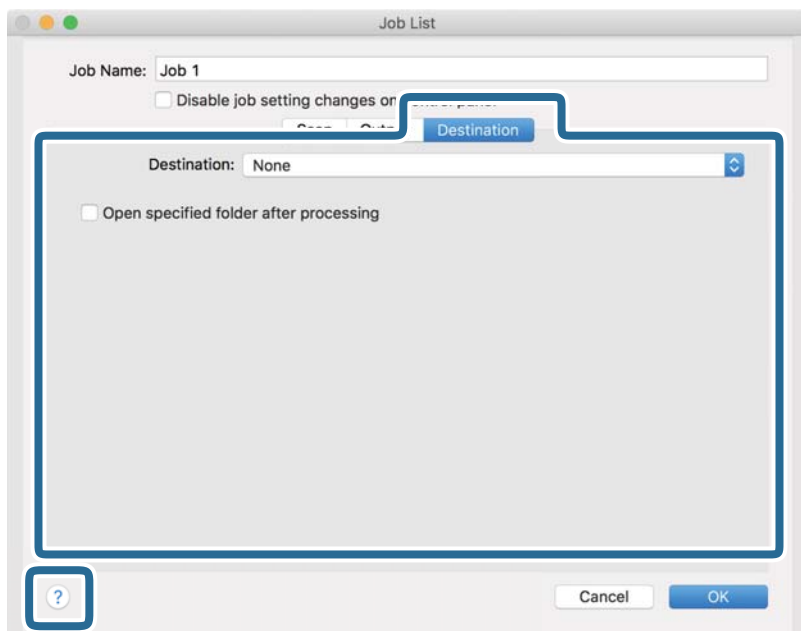 Job List
Job Name: Job 1
Disable job setting changes on
Destination
Destination: None
Open specified folder after processing
? Cancel OK